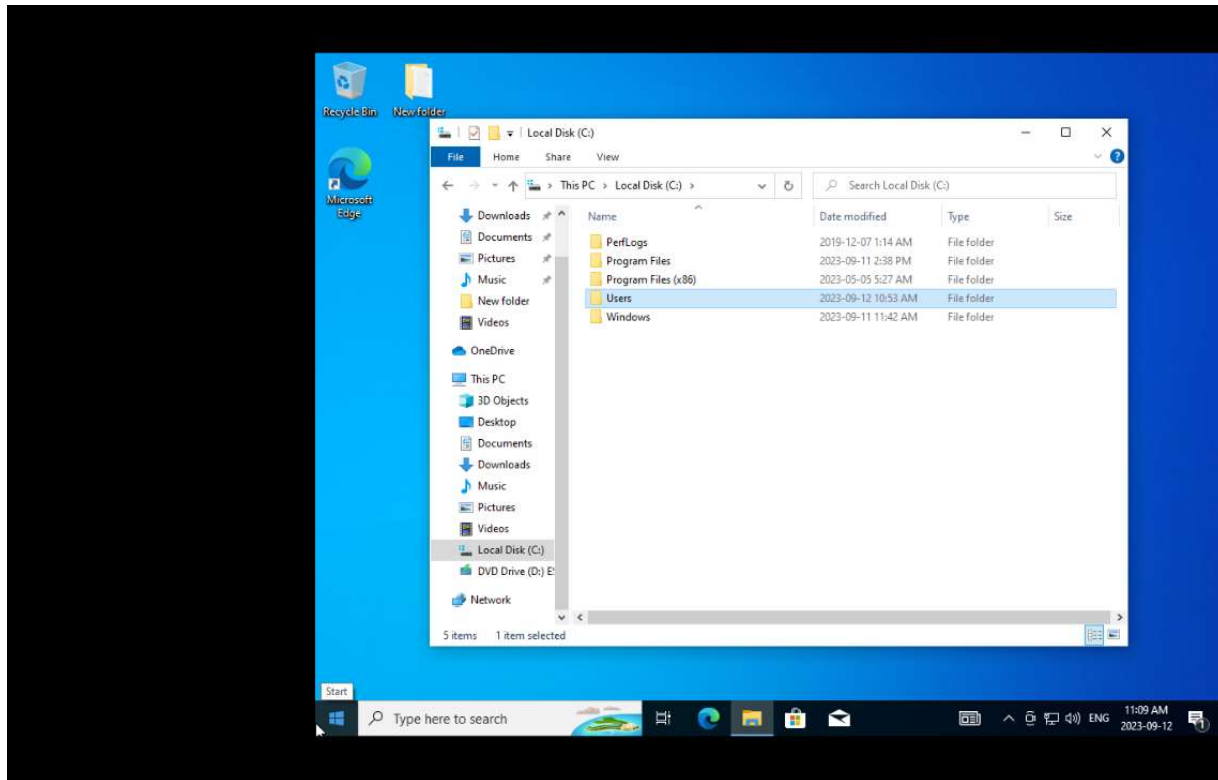 Recycle Bin
New folder
Microsoft
Edge
Local Disk (C:)
File Home Share View
This PC > Local Disk (C:) >
Search Local Disk (C:)
Downloads
Documents
Pictures
Music
New folder
Videos
OneDrive
This PC
3D Objects
Desktop
Documents
Downloads
Music
Pictures
Videos
Local Disk (C:)
DVD Drive (D:) E
Network
Name Date modified Type Size
PerfLogs 2019-12-07 1:14 AM File folder
Program Files 2023-09-11 2:38 PM File folder
Program Files (x86) 2023-05-05 5:27 AM File folder
Users 2023-09-12 10:53 AM File folder
Windows 2023-09-11 11:42 AM File folder
5 items 1 item selected
Start
Type here to search
ENG
11:09 AM
2023-09-12
1